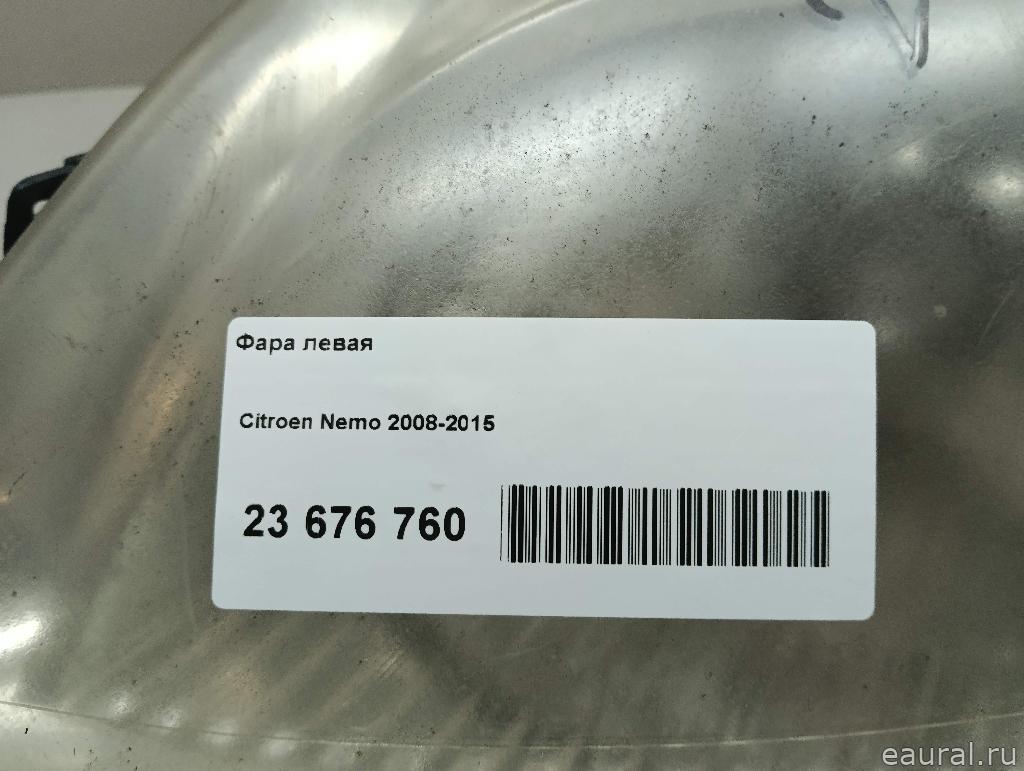 Фара левая
Citroen Nemo 2008-2015
23 676 760
eaural.ru